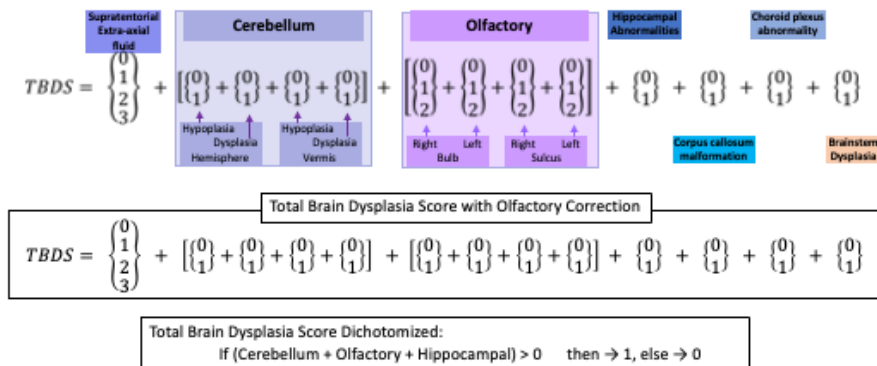 Supratentorial
Extra-axial
fluid
Cerebellum
Olfactory
Hippocampal
Abnormalities
Choroid plexus
abnormality
TBDS = {0 1 2 3} + [{0 1} + {0 1} + {0 1} + {0 1}] + [{0 1 2} + {0 1 2} + {0 1 2} + {0 1 2}] + {0 1} + {0 1} + {0 1} + {0 1}
Hypoplasia Hypoplasia
Dysplasia Dysplasia
Hemisphere Vermis
Right Left Right Left
Bulb Sulcus
Corpus callosum
malformation
Brainstem
Dysplasia
Total Brain Dysplasia Score with Olfactory Correction
TBDS = {0 1 2 3} + [{0 1} + {0 1} + {0 1} + {0 1}] + [{0 1} + {0 1} + {0 1} + {0 1}] + {0 1} + {0 1} + {0 1} + {0 1}
Total Brain Dysplasia Score Dichotomized:
If (Cerebellum + Olfactory + Hippocampal) > 0 then → 1, else → 0